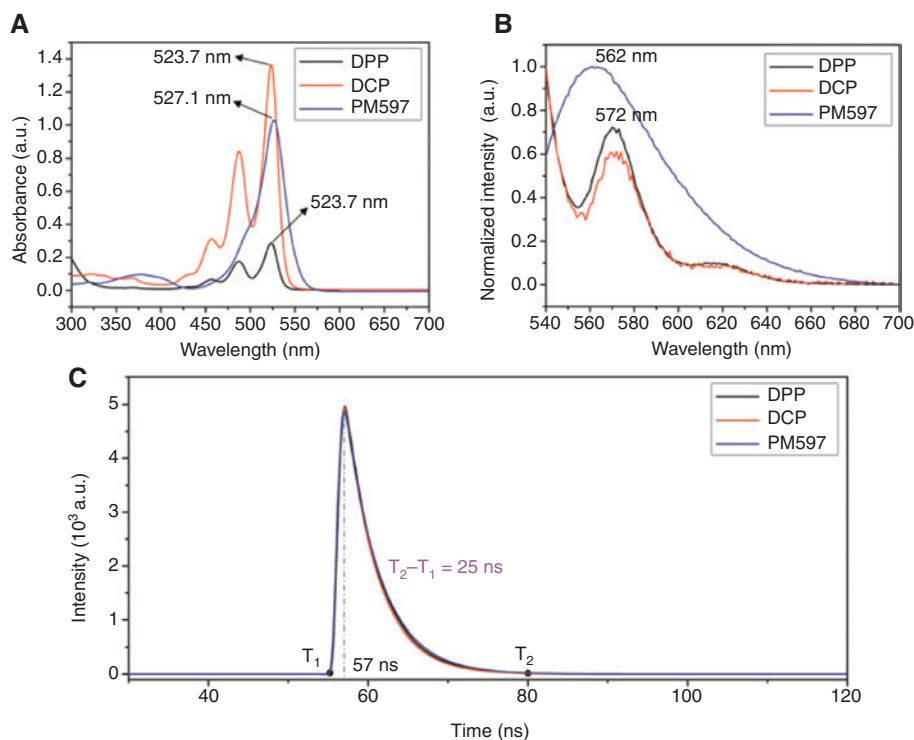 A
523.7 nm
527.1 nm
523.7 nm
DPP
DCP
PM597
Absorbance (a.u.)
1.4
1.2
1.0
0.8
0.6
0.4
0.2
0.0
300 350 400 450 500 550 600 650 700
Wavelength (nm)
B
562 nm
572 nm
DPP
DCP
PM597
Normalized intensity (a.u.)
1.0
0.8
0.6
0.4
0.2
0.0
540 560 580 600 620 640 660 680 700
Wavelength (nm)
C
DPP
DCP
PM597
Intensity (10³ a.u.)
5
4
3
2
1
0
T₂–T₁ = 25 ns
T₁
57 ns
T₂
40 60 80 100 120
Time (ns)